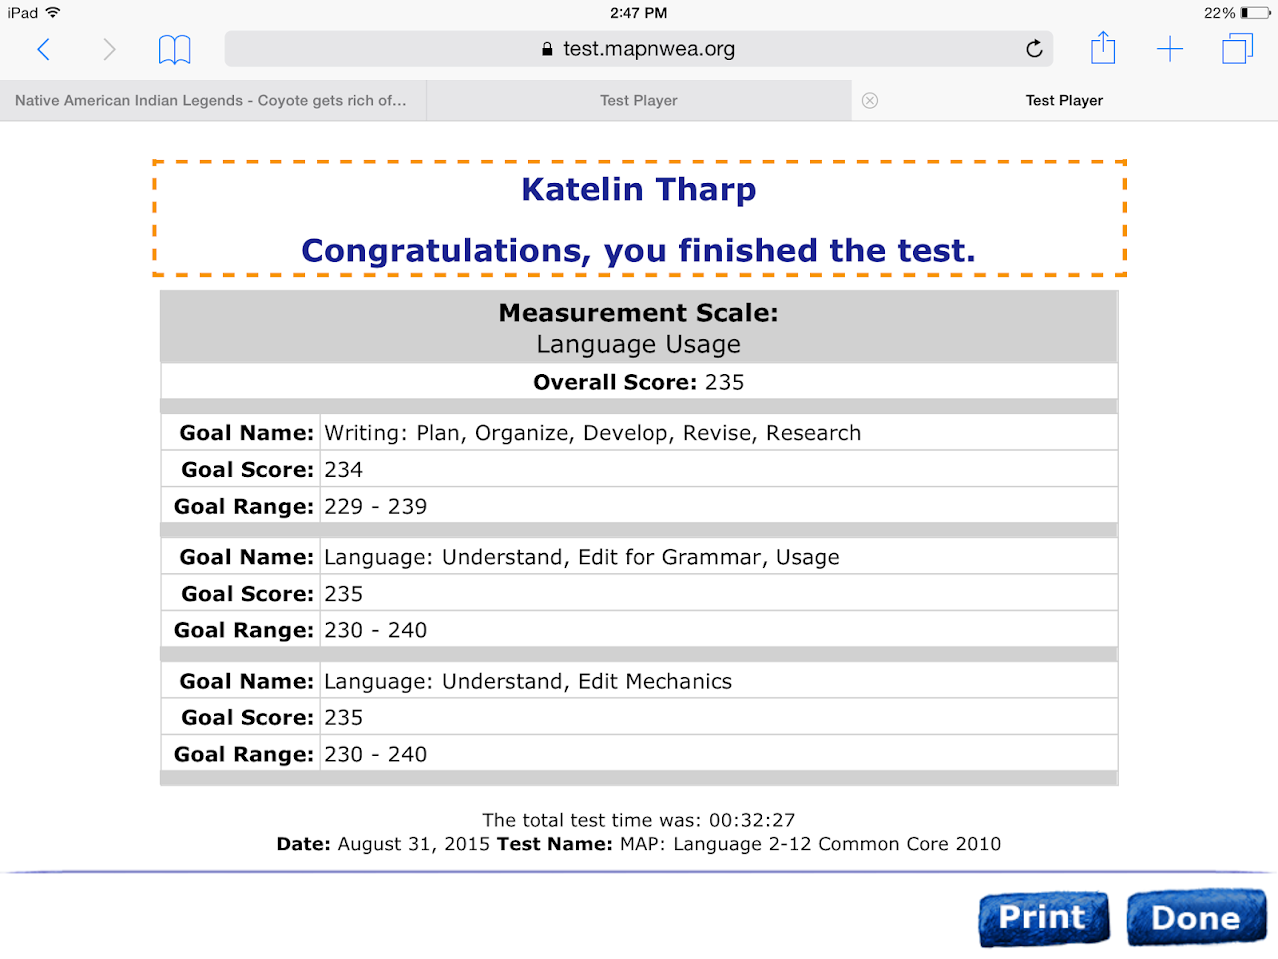 iPad 2:47 PM 22%
test.mapnwea.org
Native American Indian Legends - Coyote gets rich of... Test Player Test Player
Katelin Tharp
Congratulations, you finished the test.
Measurement Scale:
Language Usage
Overall Score: 235
Goal Name: Writing: Plan, Organize, Develop, Revise, Research
Goal Score: 234
Goal Range: 229 - 239
Goal Name: Language: Understand, Edit for Grammar, Usage
Goal Score: 235
Goal Range: 230 - 240
Goal Name: Language: Understand, Edit Mechanics
Goal Score: 235
Goal Range: 230 - 240
The total test time was: 00:32:27
Date: August 31, 2015 Test Name: MAP: Language 2-12 Common Core 2010
Print Done